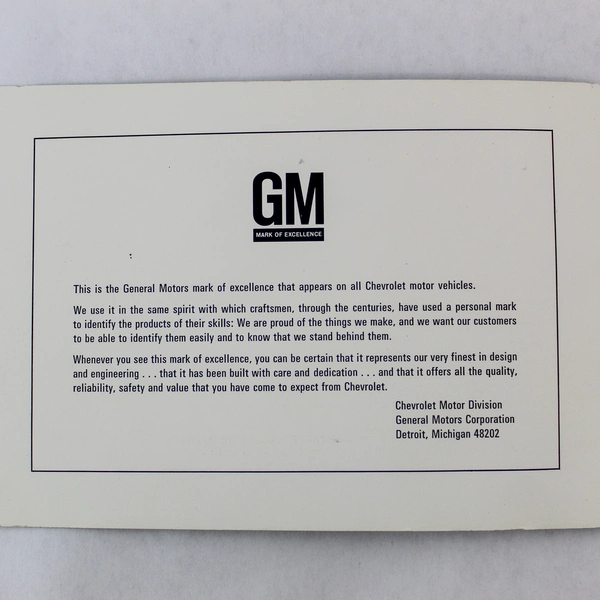 GM
MARK OF EXCELLENCE
This is the General Motors mark of excellence that appears on all Chevrolet motor vehicles.
We use it in the same spirit with which craftsmen, through the centuries, have used a personal mark
to identify the products of their skills: We are proud of the things we make, and we want our customers
to be able to identify them easily and to know that we stand behind them.
Whenever you see this mark of excellence, you can be certain that it represents our very finest in design
and engineering . . . that it has been built with care and dedication . . . and that it offers all the quality,
reliability, safety and value that you have come to expect from Chevrolet.
Chevrolet Motor Division
General Motors Corporation
Detroit, Michigan 48202